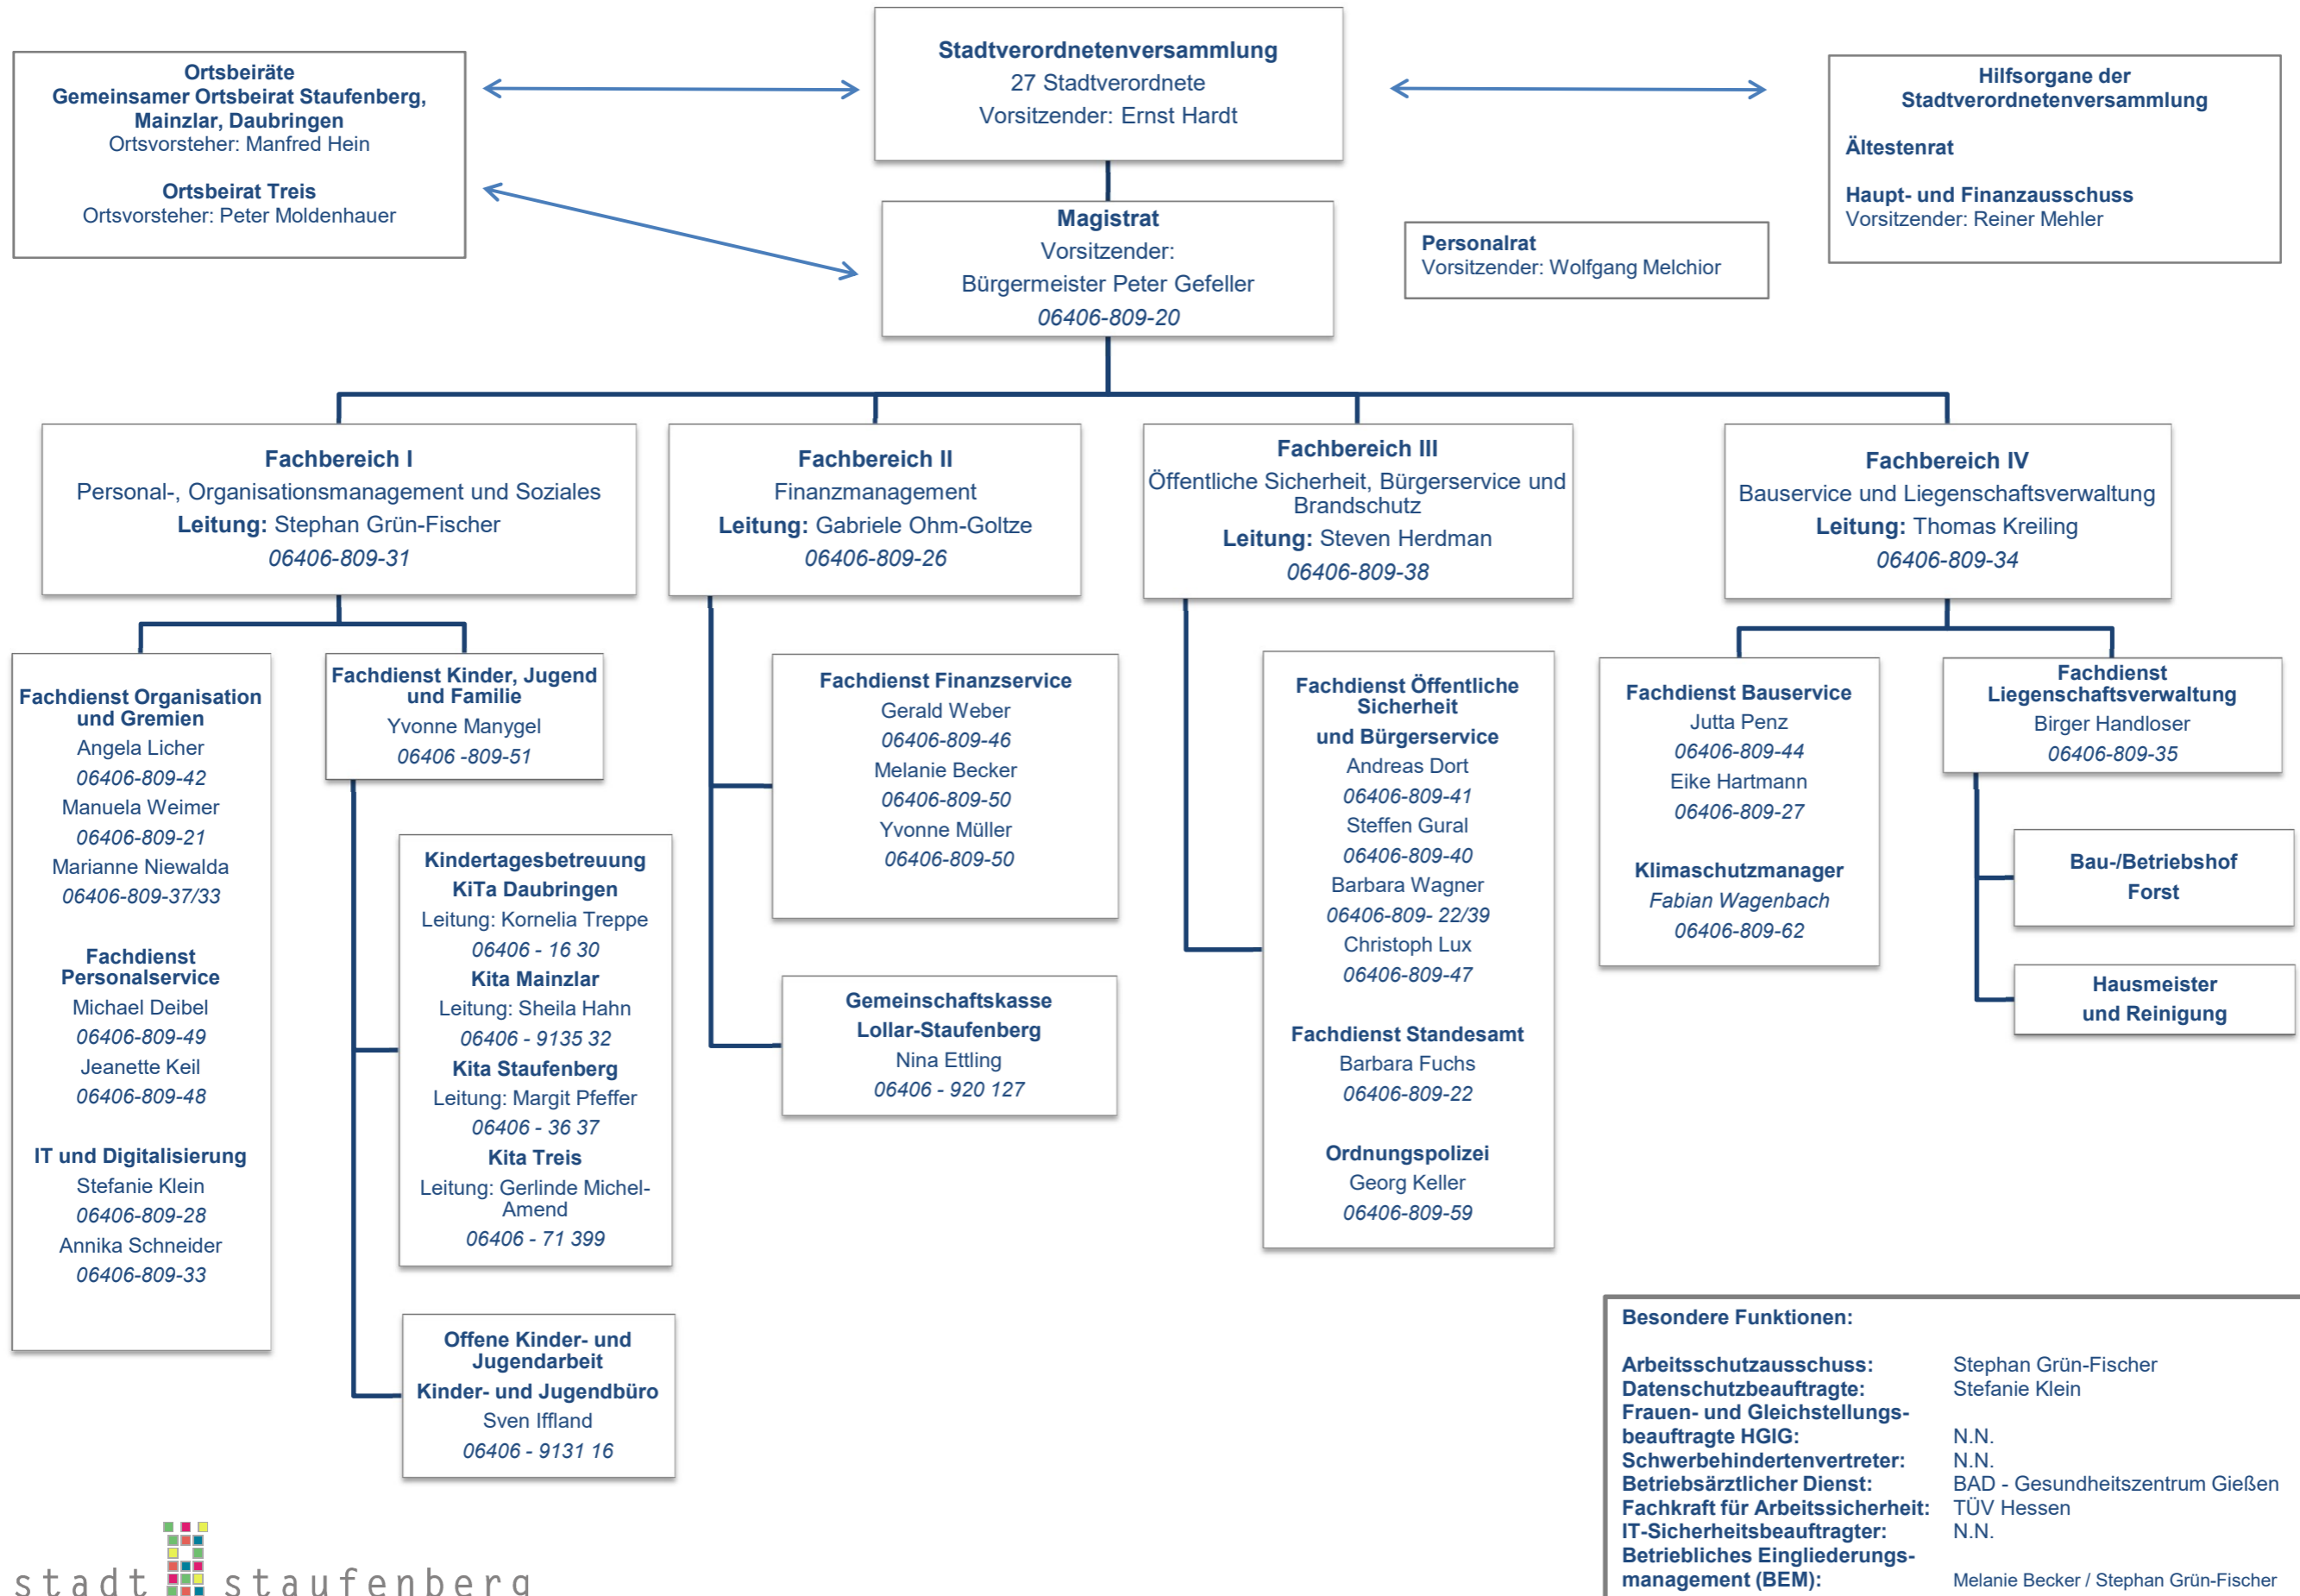 Stadtverordnetenversammlung
27 Stadtverordnete
Vorsitzender: Ernst Hardt
Ortsbeiräte
Gemeinsamer Ortsbeirat Staufenberg,
Mainzlar, Daubringen
Ortsvorsteher: Manfred Hein
Ortsbeirat Treis
Ortsvorsteher: Peter Moldenhauer
Hilfsorgane der
Stadtverordnetenversammlung
Ältestenrat
Haupt- und Finanzausschuss
Vorsitzender: Reiner Mehler
Magistrat
Vorsitzender:
Bürgermeister Peter Gefeller
06406-809-20
Personalrat
Vorsitzender: Wolfgang Melchior
Fachbereich I
Personal-, Organisationsmanagement und Soziales
Leitung: Stephan Grün-Fischer
06406-809-31
Fachbereich II
Finanzmanagement
Leitung: Gabriele Ohm-Goltze
06406-809-26
Fachbereich III
Öffentliche Sicherheit, Bürgerservice und
Brandschutz
Leitung: Steven Herdman
06406-809-38
Fachbereich IV
Bauservice und Liegenschaftsverwaltung
Leitung: Thomas Kreiling
06406-809-34
Fachdienst Organisation
und Gremien
Angela Licher
06406-809-42
Manuela Weimer
06406-809-21
Marianne Niewalda
06406-809-37/33
Fachdienst
Personalservice
Michael Deibel
06406-809-49
Jeanette Keil
06406-809-48
IT und Digitalisierung
Stefanie Klein
06406-809-28
Annika Schneider
06406-809-33
Fachdienst Kinder, Jugend
und Familie
Yvonne Manygel
06406 -809-51
Kindertagesbetreuung
KiTa Daubringen
Leitung: Kornelia Treppe
06406 - 16 30
Kita Mainzlar
Leitung: Sheila Hahn
06406 - 9135 32
Kita Staufenberg
Leitung: Margit Pfeffer
06406 - 36 37
Kita Treis
Leitung: Gerlinde Michel-
Amend
06406 - 71 399
Offene Kinder- und
Jugendarbeit
Kinder- und Jugendbüro
Sven Iffland
06406 - 9131 16
Fachdienst Finanzservice
Gerald Weber
06406-809-46
Melanie Becker
06406-809-50
Yvonne Müller
06406-809-50
Gemeinschaftskasse
Lollar-Staufenberg
Nina Ettling
06406 - 920 127
Fachdienst Öffentliche
Sicherheit
und Bürgerservice
Andreas Dort
06406-809-41
Steffen Gural
06406-809-40
Barbara Wagner
06406-809- 22/39
Christoph Lux
06406-809-47
Fachdienst Standesamt
Barbara Fuchs
06406-809-22
Ordnungspolizei
Georg Keller
06406-809-59
Fachdienst Bauservice
Jutta Penz
06406-809-44
Eike Hartmann
06406-809-27
Klimaschutzmanager
Fabian Wagenbach
06406-809-62
Fachdienst
Liegenschaftsverwaltung
Birger Handloser
06406-809-35
Bau-/Betriebshof
Forst
Hausmeister
und Reinigung
Besondere Funktionen:
Arbeitsschutzausschuss: Stephan Grün-Fischer
Datenschutzbeauftragte: Stefanie Klein
Frauen- und Gleichstellungs-
beauftragte HGlG: N.N.
Schwerbehindertenvertreter: N.N.
Betriebsärztlicher Dienst: BAD - Gesundheitszentrum Gießen
Fachkraft für Arbeitssicherheit: TÜV Hessen
IT-Sicherheitsbeauftragter: N.N.
Betriebliches Eingliederungs-
management (BEM): Melanie Becker / Stephan Grün-Fischer
stadt staufenberg